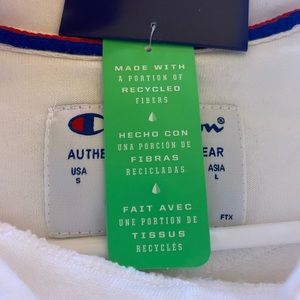 MADE WITH
A PORTION OF
RECYCLED
FIBERS
HECHO CON
UNA PORCIÓN DE
FIBRAS
RECICLADAS
FAIT AVEC
UNE PORTION DE
TISSUS
RECYCLÉS
AUTHE
EAR
USA
S
ASIA
L
FTX